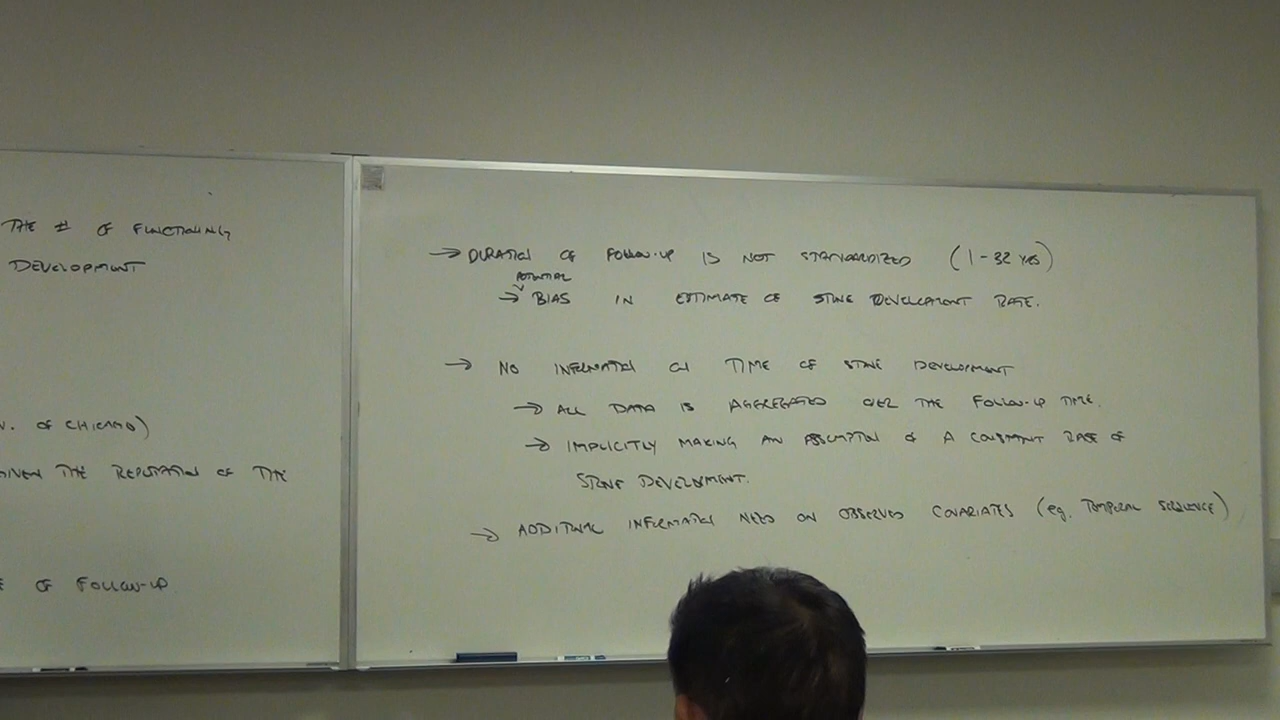 THE # OF FUNCTIONING
DEVELOPMENT
V. OF CHICAGO)
GIVEN THE REPUTATION OF THE
OF FOLLOW-UP
→ DURATION OF FOLLOW-UP IS NOT STANDARDIZED (1-32 YRS)
POTENTIAL
→ BIAS IN ESTIMATE OF STONE DEVELOPMENT RATE.
→ NO INFORMATION ON TIME OF STONE DEVELOPMENT
→ ALL DATA IS AGGREGATED OVER THE FOLLOW-UP TIME.
→ IMPLICITLY MAKING AN ASSUMPTION OF A CONSTANT RATE OF
STONE DEVELOPMENT.
→ ADDITIONAL INFORMATION NEED ON OBSERVED COVARIATES (eg. TEMPORAL SEQUENCE)